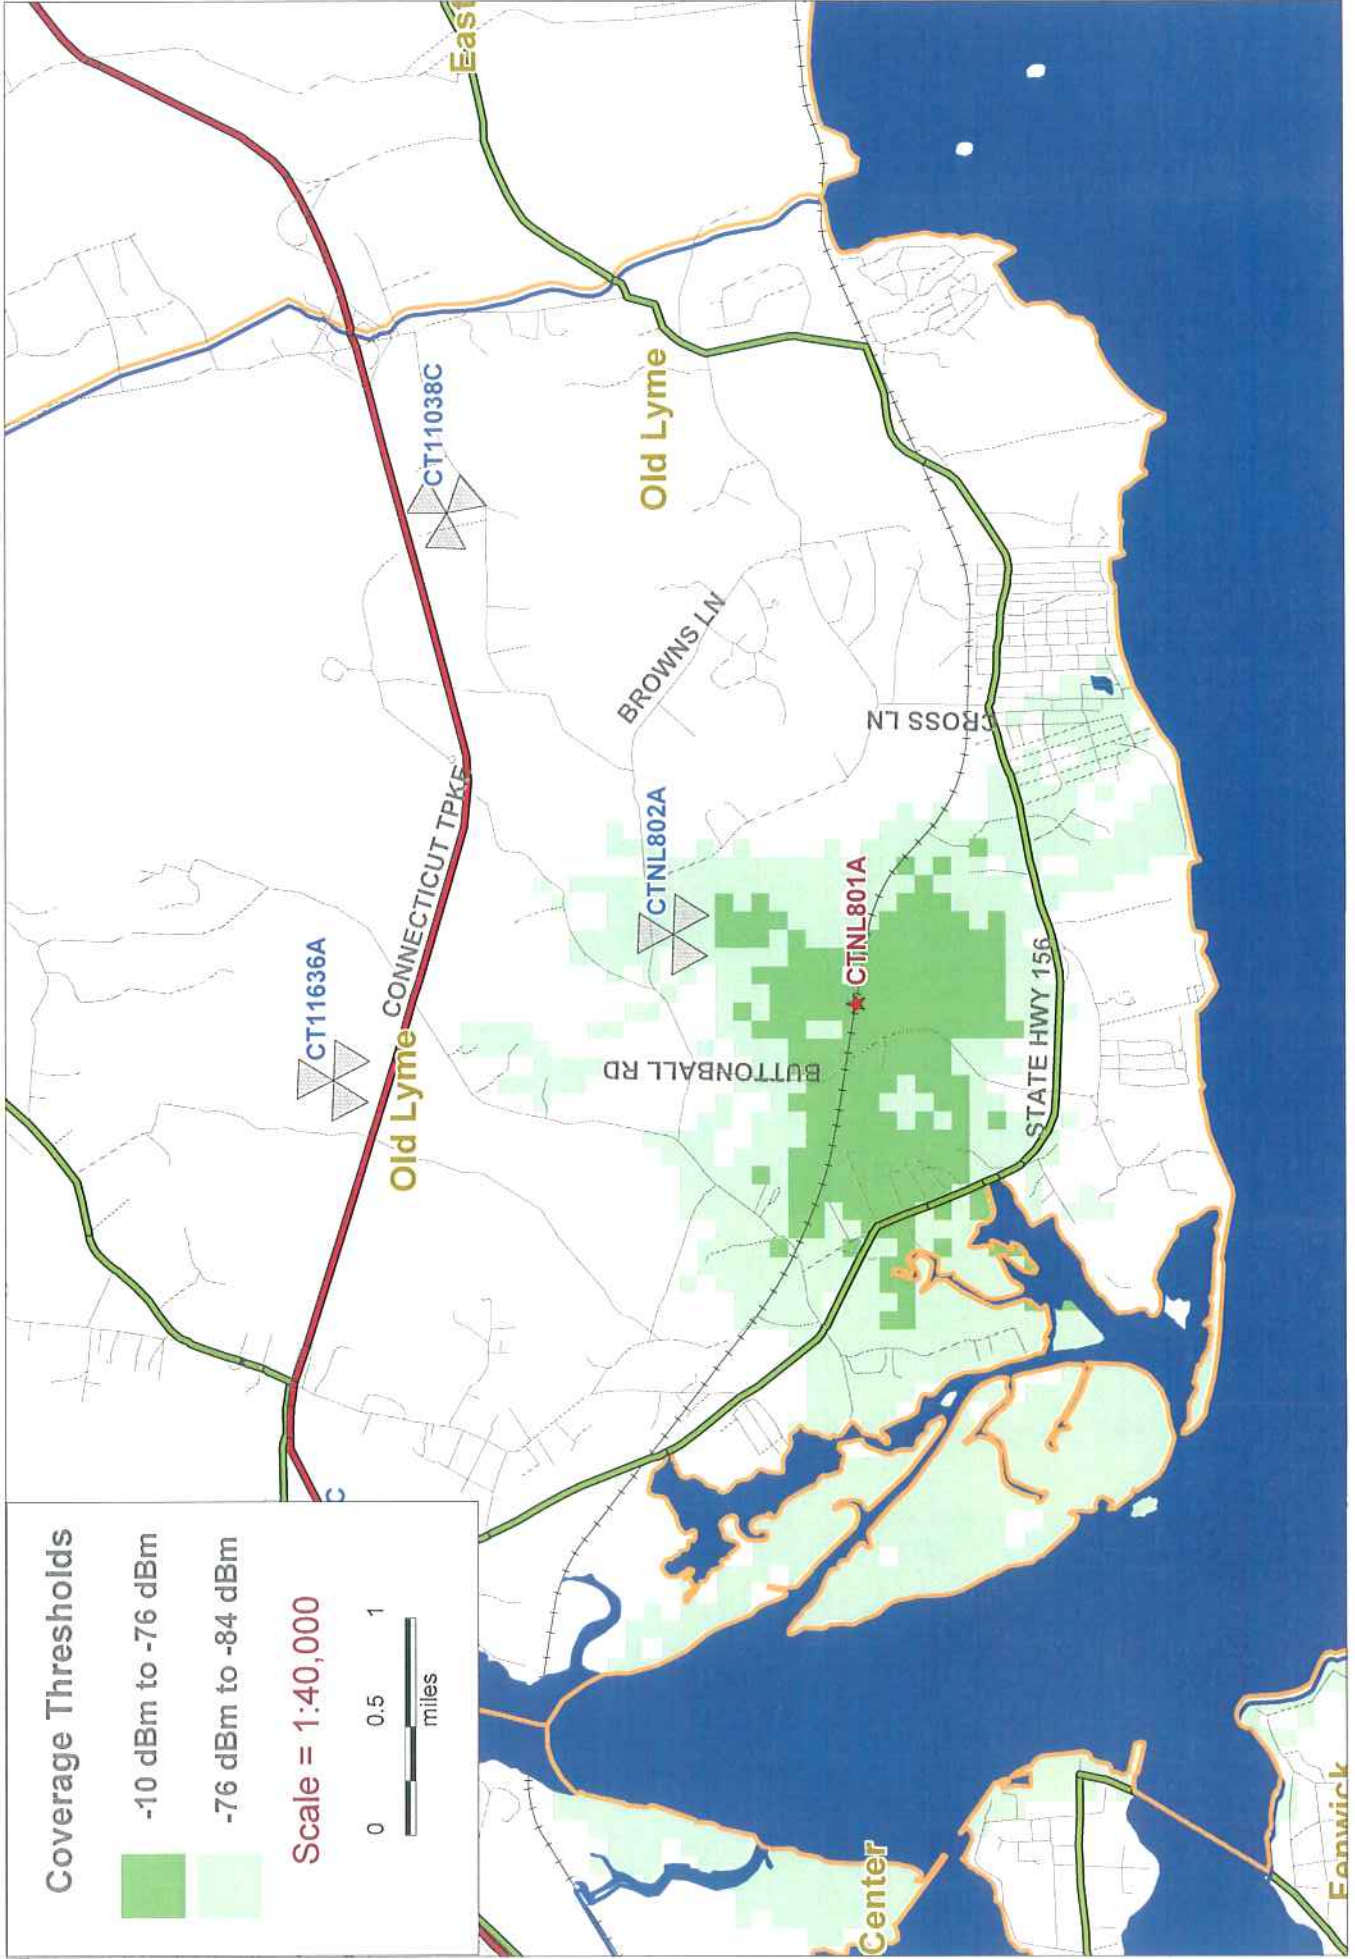 Coverage Thresholds
-10 dBm to -76 dBm
-76 dBm to -84 dBm
Scale = 1:40,000
0 0.5 1
miles
C
CT11636A
CONNECTICUT TPKE
Old Lyme
CT11038C
East
Old Lyme
BROWNS LN
CTNL802A
BUTTONBALL RD
CROSS LN
CTNL801A
STATE HWY 156
Center
Fenwick